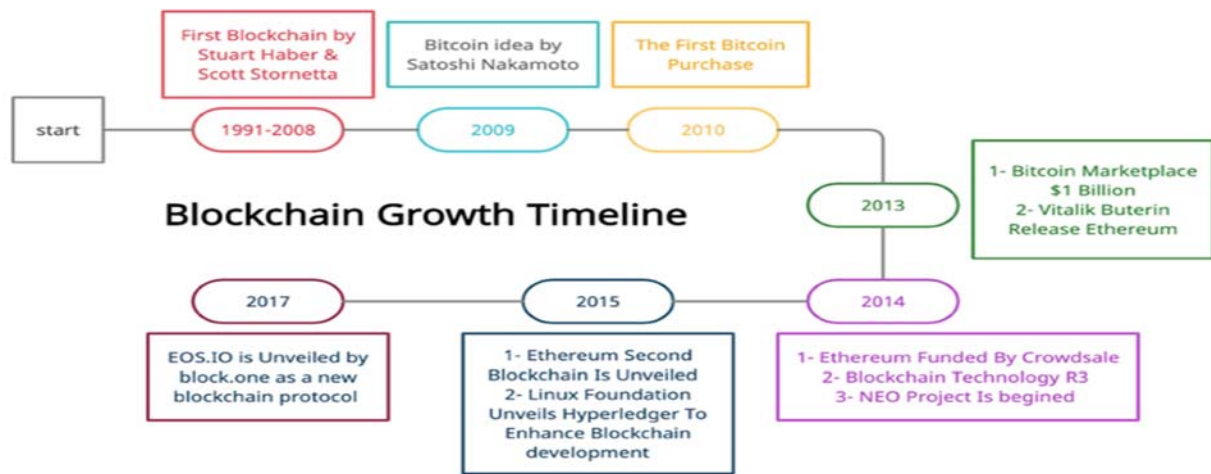 First Blockchain by
Stuart Haber &
Scott Stornetta
Bitcoin idea by
Satoshi Nakamoto
The First Bitcoin
Purchase
start
1991-2008
2009
2010
1- Bitcoin Marketplace
$1 Billion
2- Vitalik Buterin
Release Ethereum
2013
Blockchain Growth Timeline
2017
2015
2014
EOS.IO is Unveiled by
block.one as a new
blockchain protocol
1- Ethereum Second
Blockchain Is Unveiled
2- Linux Foundation
Unveils Hyperledger To
Enhance Blockchain
development
1- Ethereum Funded By Crowdsale
2- Blockchain Technology R3
3- NEO Project Is begined